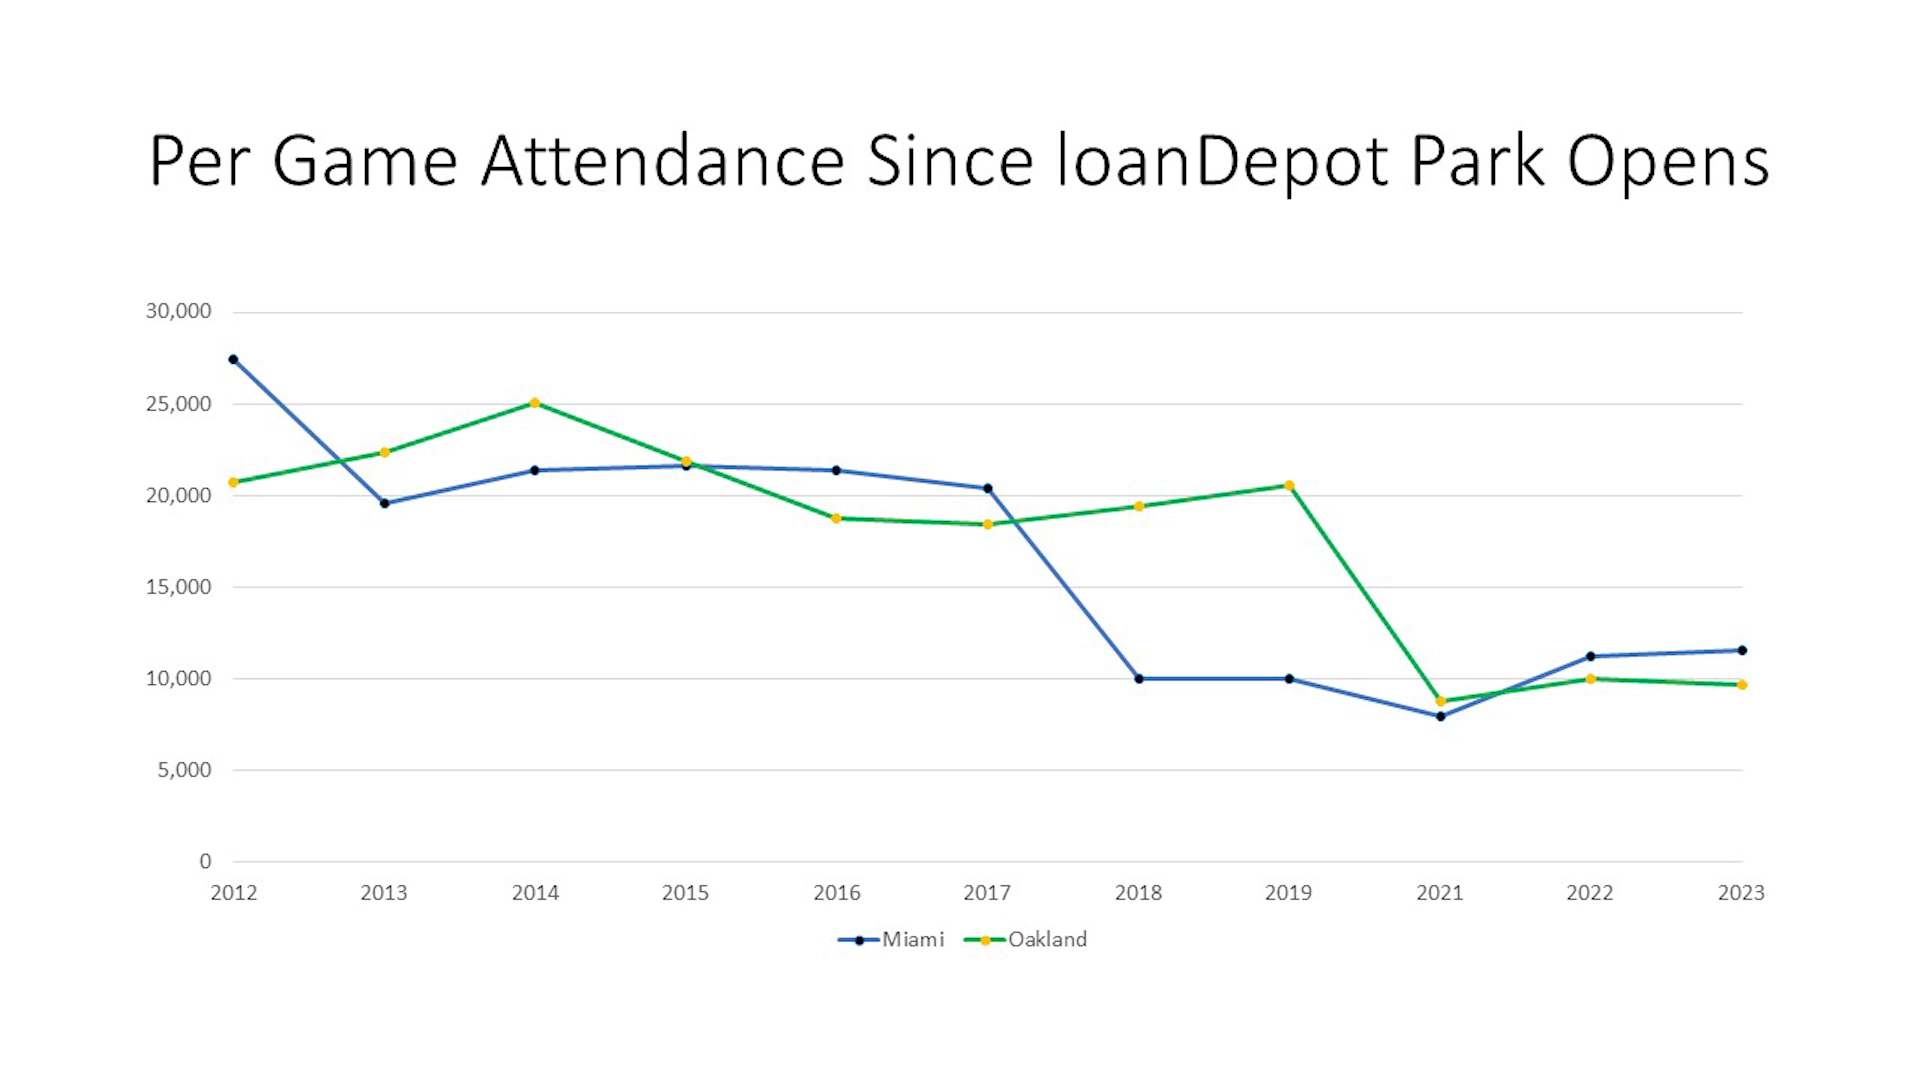 Per Game Attendance Since loanDepot Park Opens
30,000
25,000
20,000
15,000
10,000
5,000
0
2012 2013 2014 2015 2016 2017 2018 2019 2021 2022 2023
Miami Oakland